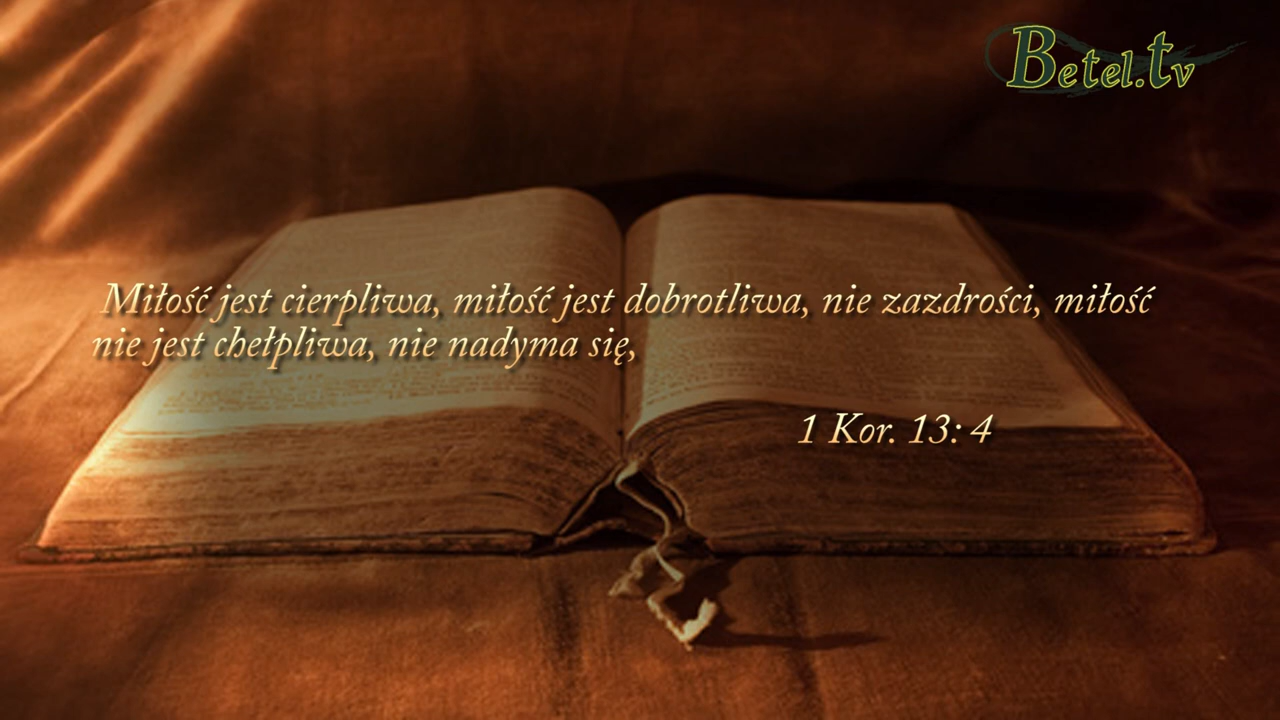 Betel.tv
Miłość jest cierpliwa, miłość jest dobrotliwa, nie zazdrości, miłość
nie jest chełpliwa, nie nadyma się,
1 Kor. 13: 4